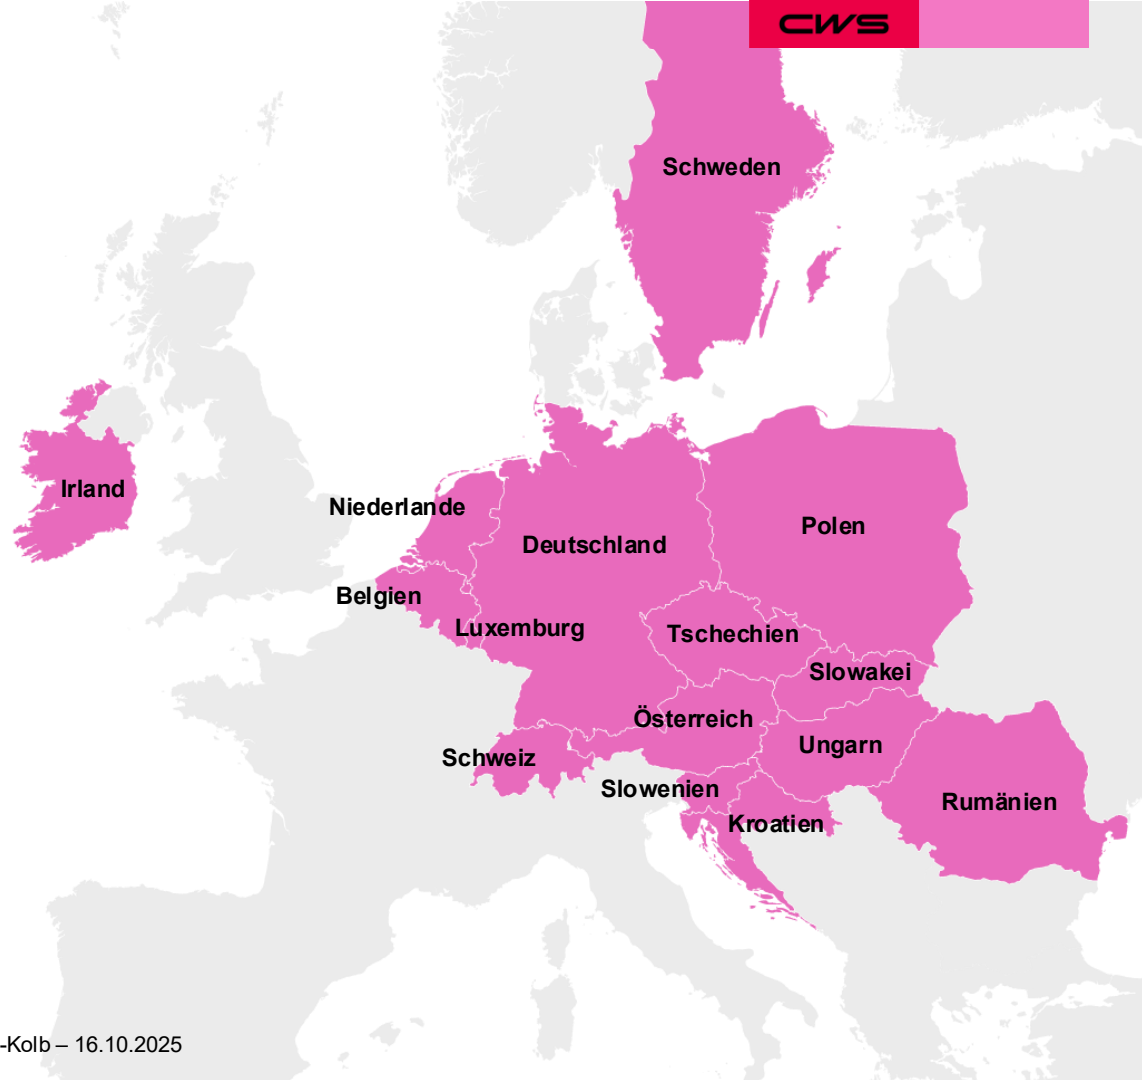 CWS
Schweden
Irland
Niederlande
Deutschland
Polen
Belgien
Luxemburg
Tschechien
Slowakei
Österreich
Ungarn
Schweiz
Slowenien
Rumänien
Kroatien
-Kolb – 16.10.2025